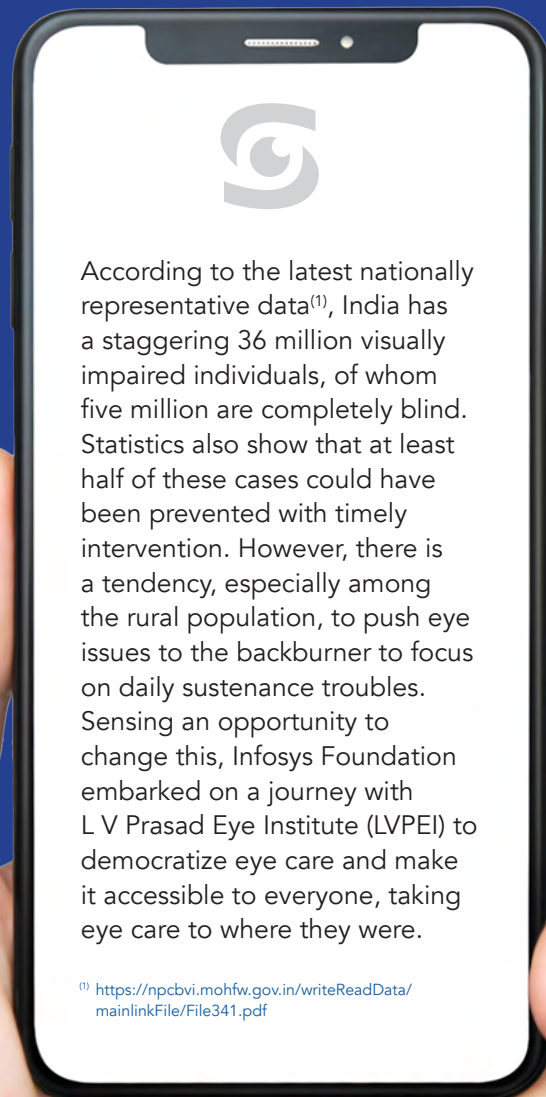 According to the latest nationally
representative data(1), India has
a staggering 36 million visually
impaired individuals, of whom
five million are completely blind.
Statistics also show that at least
half of these cases could have
been prevented with timely
intervention. However, there is
a tendency, especially among
the rural population, to push eye
issues to the backburner to focus
on daily sustenance troubles.
Sensing an opportunity to
change this, Infosys Foundation
embarked on a journey with
L V Prasad Eye Institute (LVPEI) to
democratize eye care and make
it accessible to everyone, taking
eye care to where they were.
(1) https://npcbvi.mohfw.gov.in/writeReadData/
mainlinkFile/File341.pdf